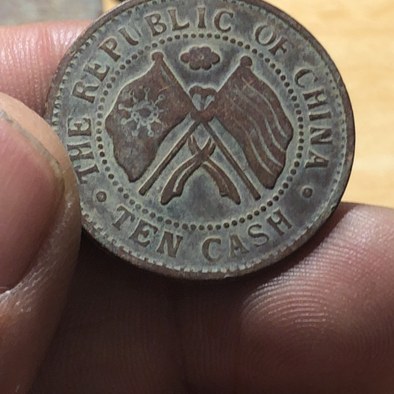 THE REPUBLIC OF CHINA
TEN CASH